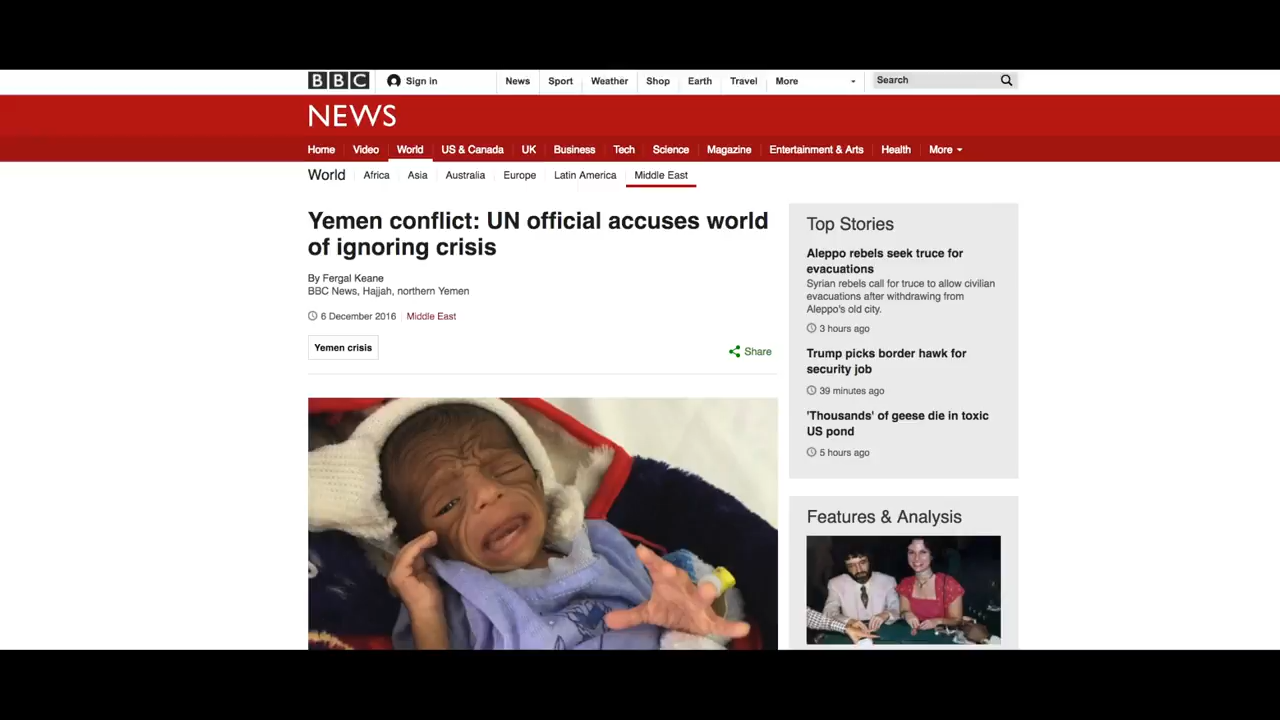 BBC Sign in News Sport Weather Shop Earth Travel More Search
NEWS
Home Video World US & Canada UK Business Tech Science Magazine Entertainment & Arts Health More
World Africa Asia Australia Europe Latin America Middle East
Yemen conflict: UN official accuses world
of ignoring crisis
By Fergal Keane
BBC News, Hajjah, northern Yemen
6 December 2016 Middle East
Yemen crisis
Share
Top Stories
Aleppo rebels seek truce for
evacuations
Syrian rebels call for truce to allow civilian
evacuations after withdrawing from
Aleppo's old city.
3 hours ago
Trump picks border hawk for
security job
39 minutes ago
'Thousands' of geese die in toxic
US pond
5 hours ago
Features & Analysis